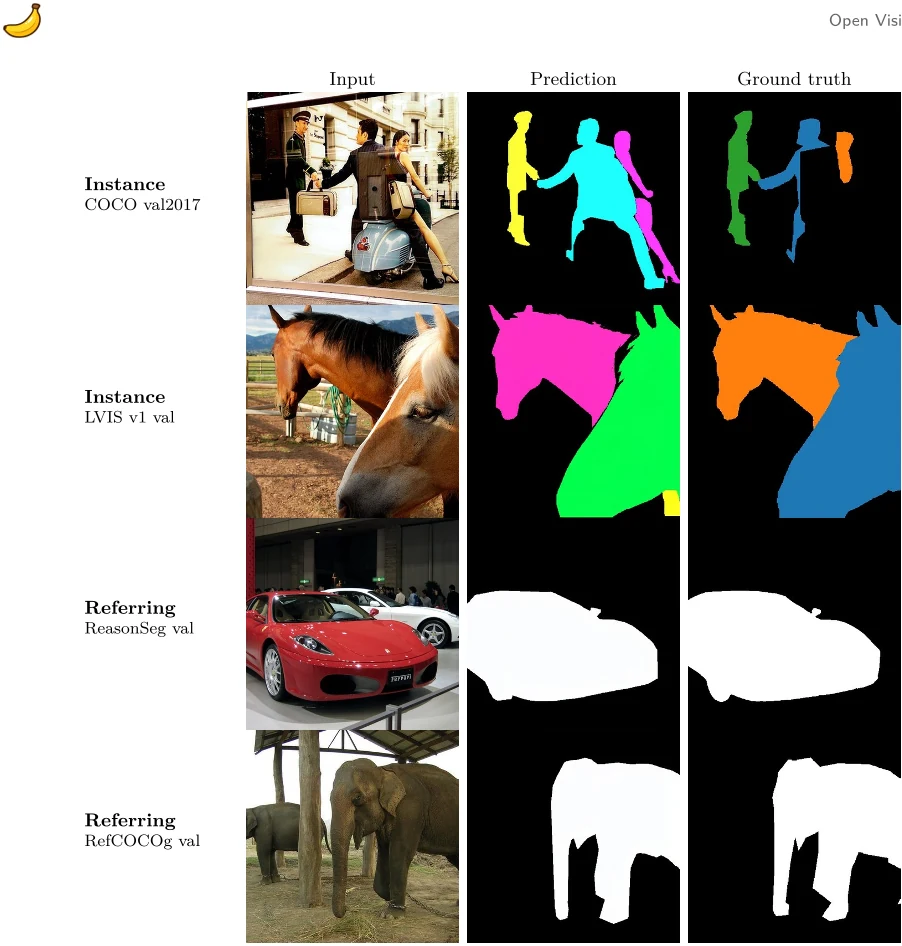 Open Visi
Input
Prediction
Ground truth
Instance
COCO val2017
Instance
LVIS v1 val
Referring
ReasonSeg val
Referring
RefCOCOg val